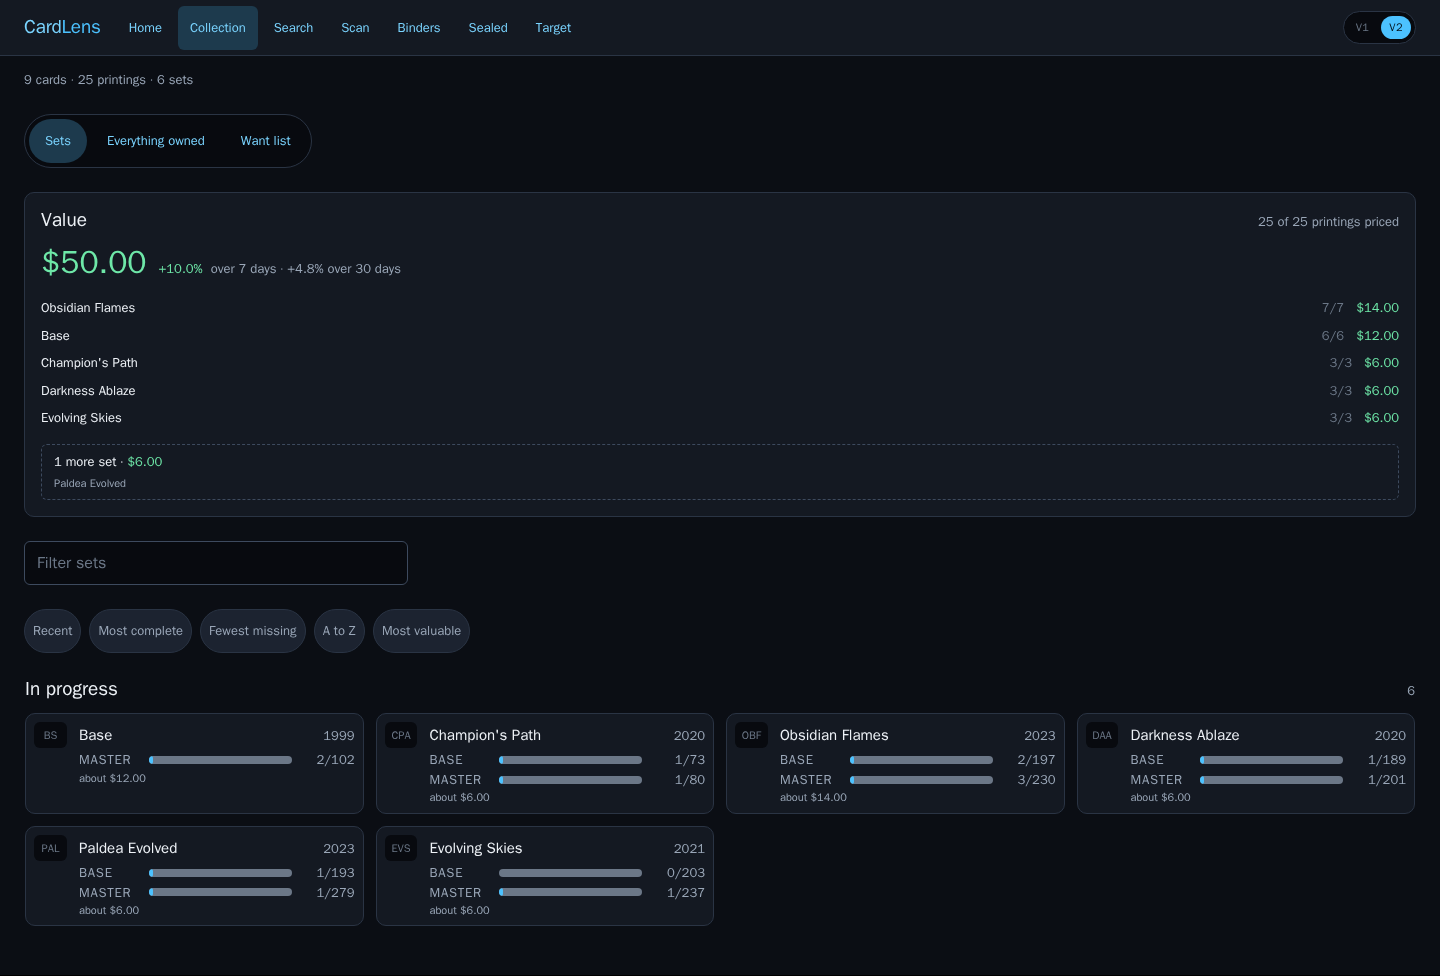 CardLens Home Collection Search Scan Binders Sealed Target V1 V2
9 cards · 25 printings · 6 sets
Sets Everything owned Want list
Value 25 of 25 printings priced
$50.00 +10.0% over 7 days · +4.8% over 30 days
Obsidian Flames 7/7 $14.00
Base 6/6 $12.00
Champion's Path 3/3 $6.00
Darkness Ablaze 3/3 $6.00
Evolving Skies 3/3 $6.00
1 more set · $6.00
Paldea Evolved
Filter sets
Recent Most complete Fewest missing A to Z Most valuable
In progress 6
BS Base 1999
MASTER 2/102
about $12.00
CPA Champion's Path 2020
BASE 1/73
MASTER 1/80
about $6.00
OBF Obsidian Flames 2023
BASE 2/197
MASTER 3/230
about $14.00
DAA Darkness Ablaze 2020
BASE 1/189
MASTER 1/201
about $6.00
PAL Paldea Evolved 2023
BASE 1/193
MASTER 1/279
about $6.00
EVS Evolving Skies 2021
BASE 0/203
MASTER 1/237
about $6.00